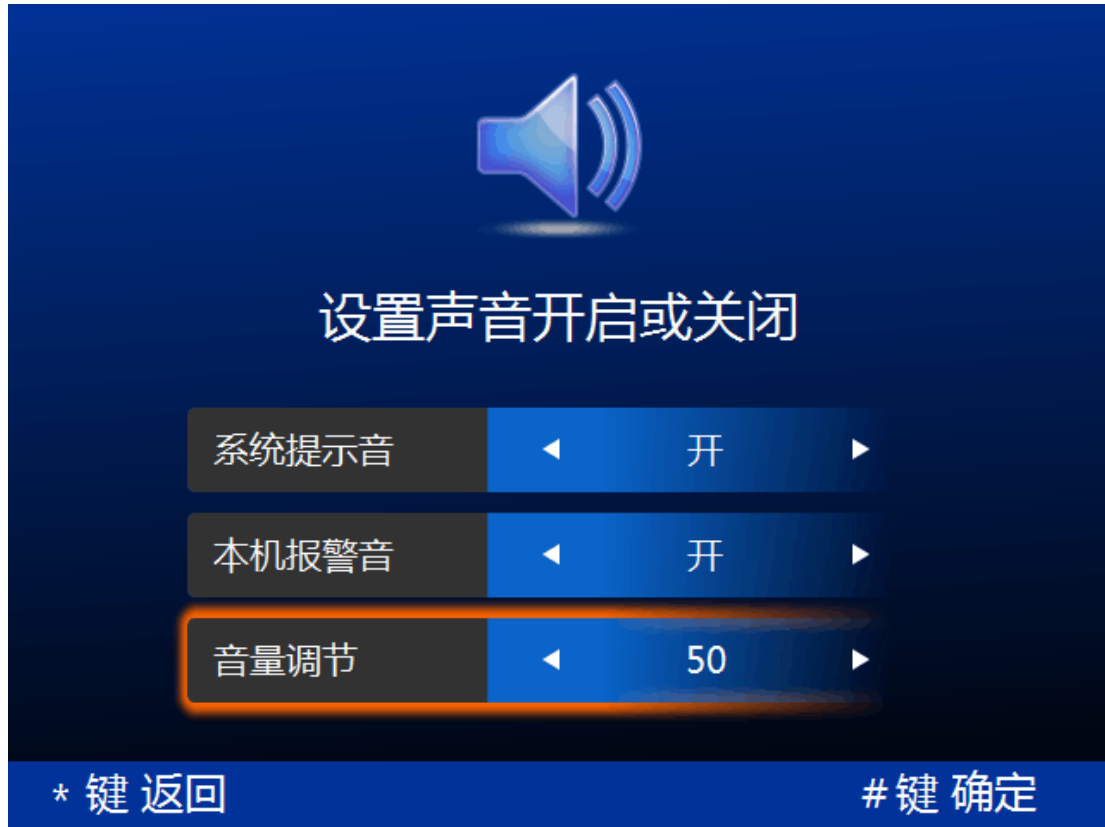 设置声音开启或关闭
系统提示音 开
本机报警音 开
音量调节 50
* 键 返回 #键 确定